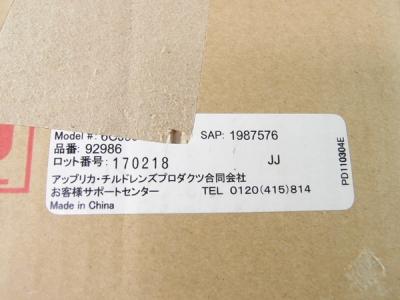 Model #: SAP: 1987576
品番: 92986
ロット番号: 170218 JJ
アップリカ・チルドレンズプロダクツ合同会社
お客様サポートセンター TEL 0120(415)814
Made in China
PD110304E